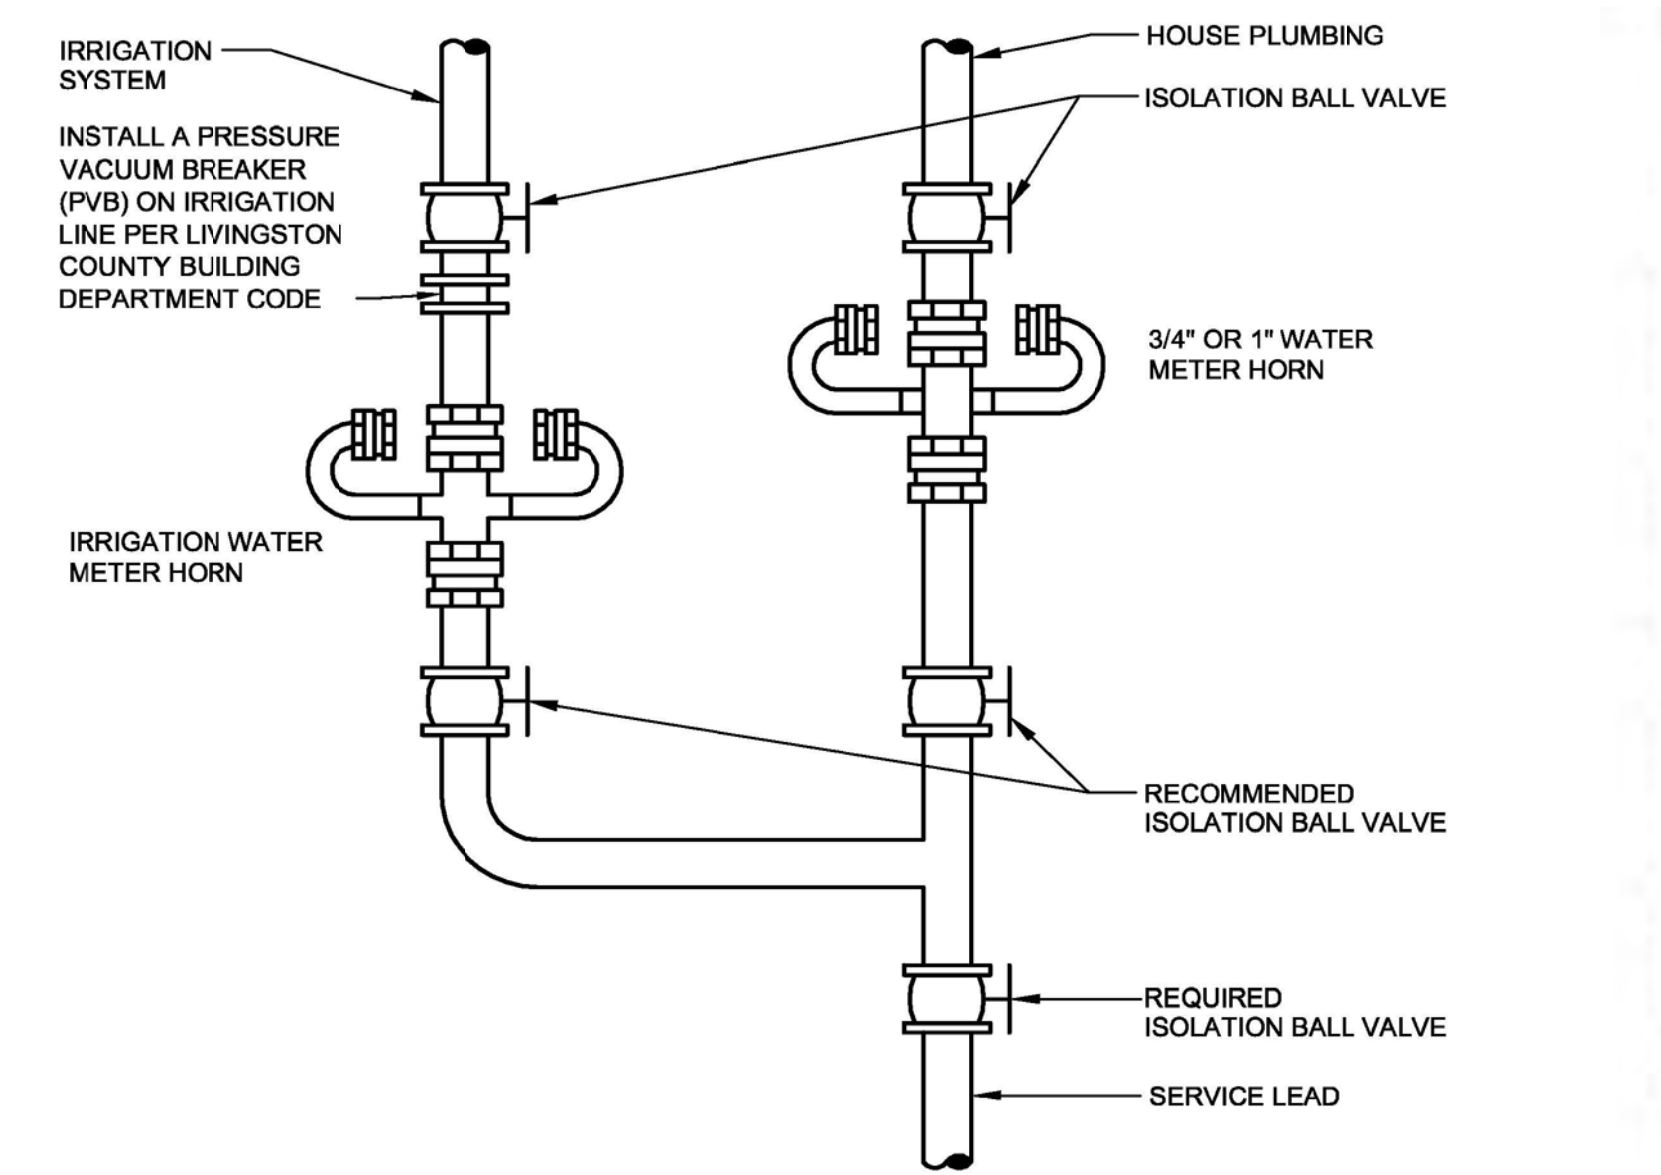 IRRIGATION
SYSTEM
INSTALL A PRESSURE
VACUUM BREAKER
(PVB) ON IRRIGATION
LINE PER LIVINGSTON
COUNTY BUILDING
DEPARTMENT CODE
IRRIGATION WATER
METER HORN
HOUSE PLUMBING
ISOLATION BALL VALVE
3/4" OR 1" WATER
METER HORN
RECOMMENDED
ISOLATION BALL VALVE
REQUIRED
ISOLATION BALL VALVE
SERVICE LEAD